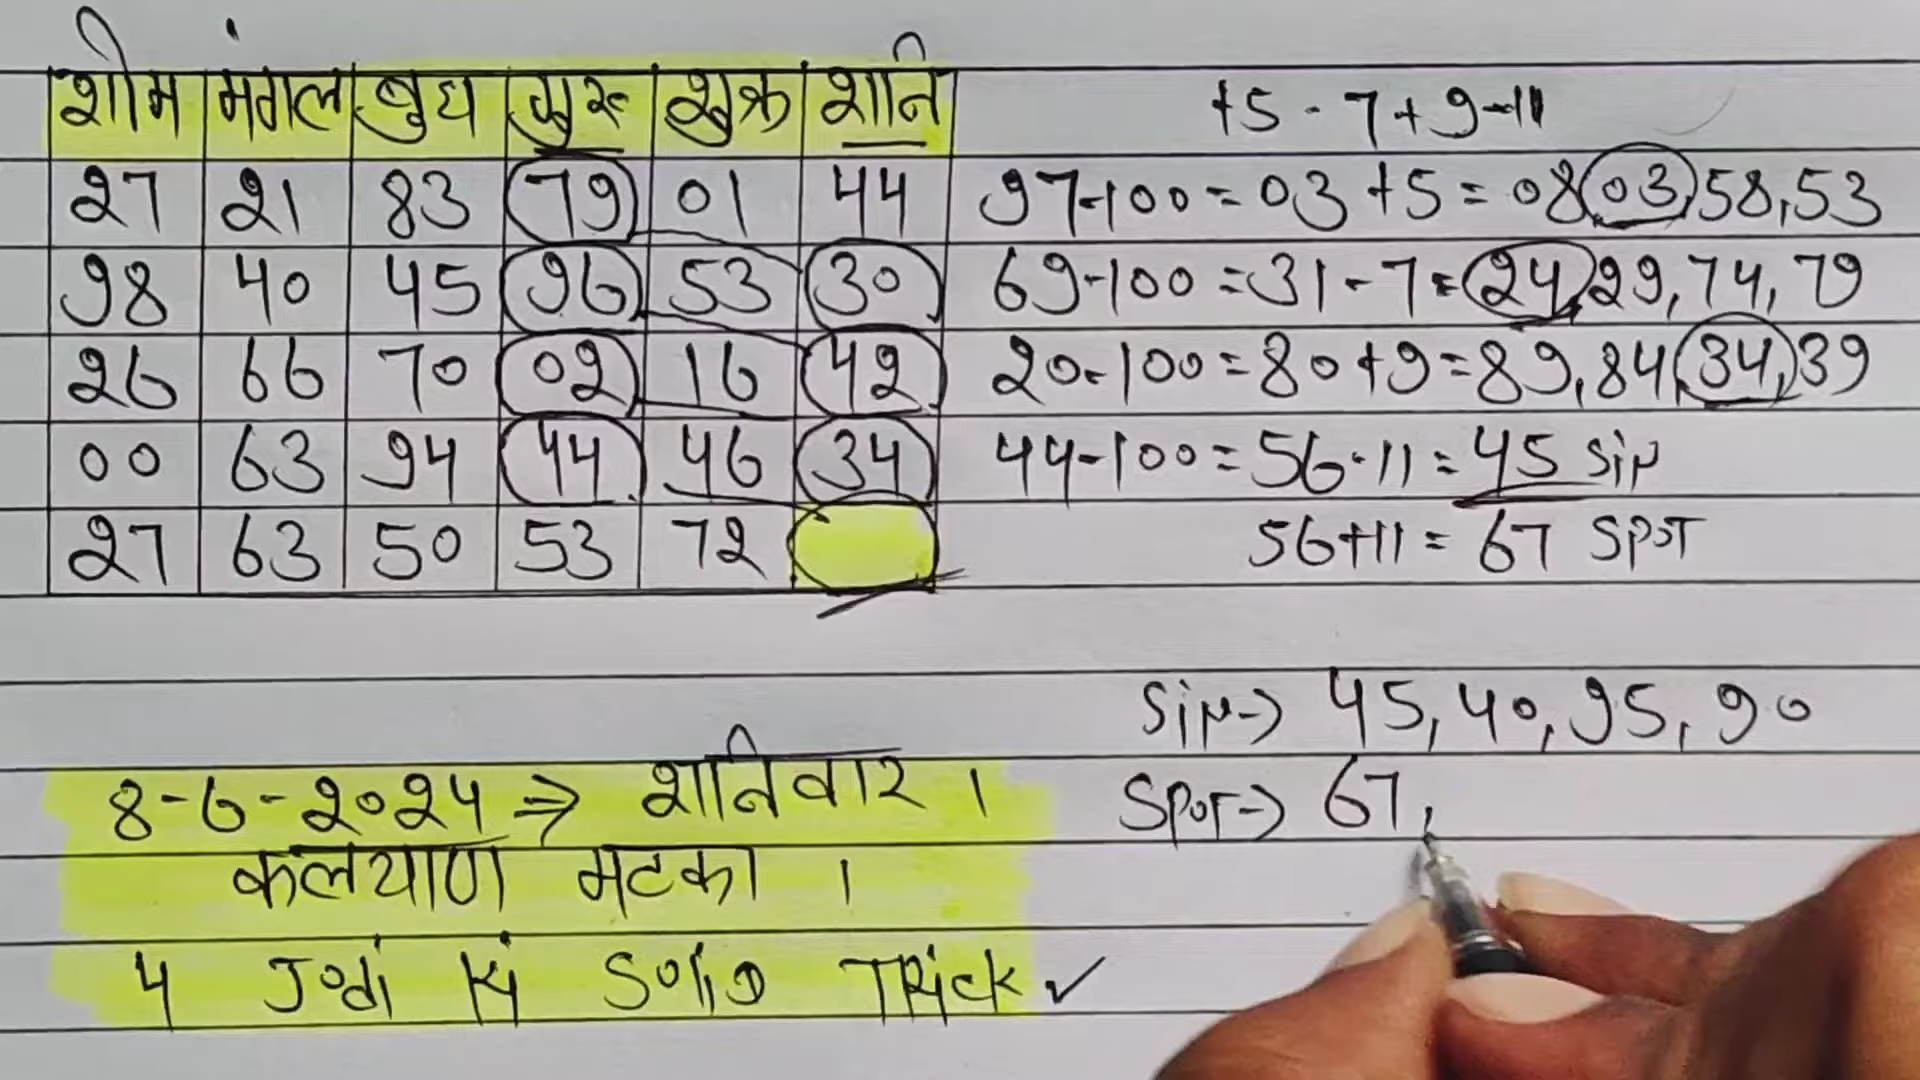 शोम मंगल बुध गुरू शुक्र शनि
+5-7+9-11
27 21 83 79 01 44 97-100=03+5=08,03,58,53
98 40 45 96 53 30 69-100=31-7=24,29,74,79
26 66 70 02 16 42 20-100=80+9=89,84,34,39
00 63 94 44 46 34 44-100=56-11=45 Sip
27 63 50 53 72 56+11=67 SPOT
Sip→ 45,40,95,90
8-6-2024⇒ शनिवार ।
SPOT→ 67,
कलयाण मटका ।
4 Jodi Ki SoliD TRick ✓